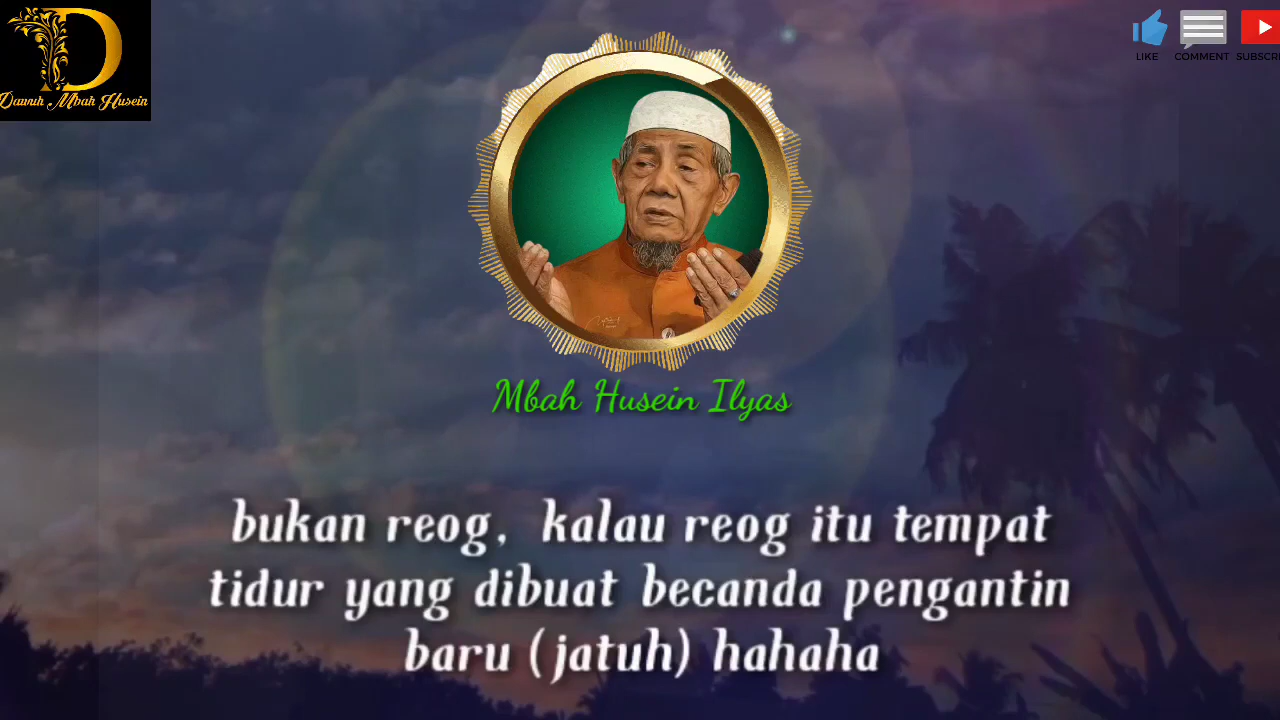 Dawuh Mbah Husein
LIKE
COMMENT
SUBSCRI
Mbah Husein Ilyas
bukan reog, kalau reog itu tempat
tidur yang dibuat becanda pengantin
baru (jatuh) hahaha